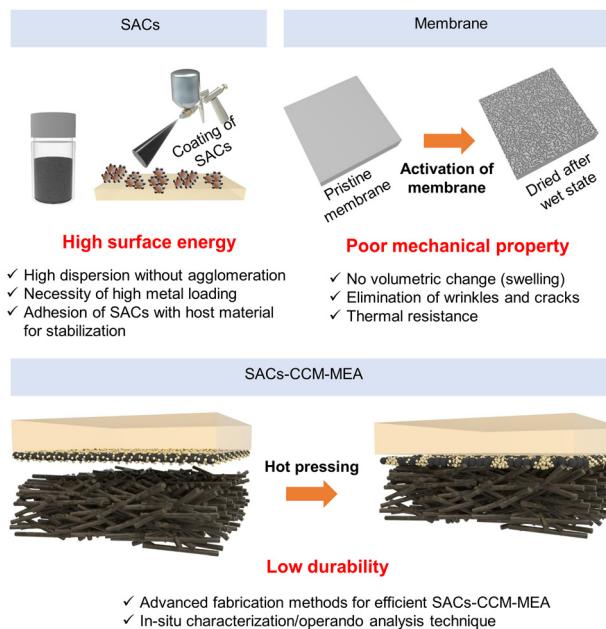 SACs
Coating of
SACs
High surface energy
✓ High dispersion without agglomeration
✓ Necessity of high metal loading
✓ Adhesion of SACs with host material
for stabilization
Membrane
Pristine
membrane
Activation of
membrane
Dried after
wet state
Poor mechanical property
✓ No volumetric change (swelling)
✓ Elimination of wrinkles and cracks
✓ Thermal resistance
SACs-CCM-MEA
Hot pressing
Low durability
✓ Advanced fabrication methods for efficient SACs-CCM-MEA
✓ In-situ characterization/operando analysis technique